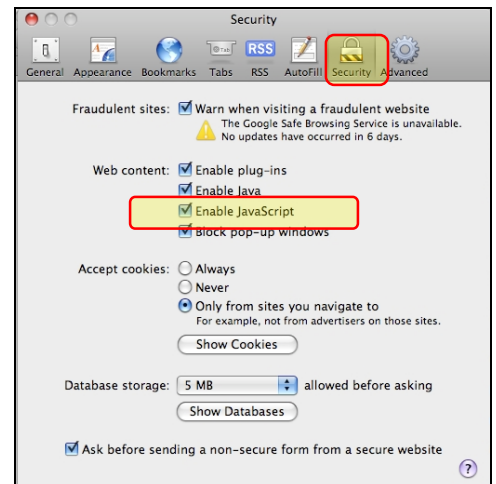 Security
@Tab RSS
General Appearance Bookmarks Tabs RSS AutoFill Security Advanced
Fraudulent sites: Warn when visiting a fraudulent website
The Google Safe Browsing Service is unavailable.
No updates have occurred in 6 days.
Web content: Enable plug-ins
Enable Java
Enable JavaScript
Block pop-up windows
Accept cookies: Always
Never
Only from sites you navigate to
For example, not from advertisers on those sites.
Show Cookies
Database storage: 5 MB allowed before asking
Show Databases
Ask before sending a non-secure form from a secure website
?